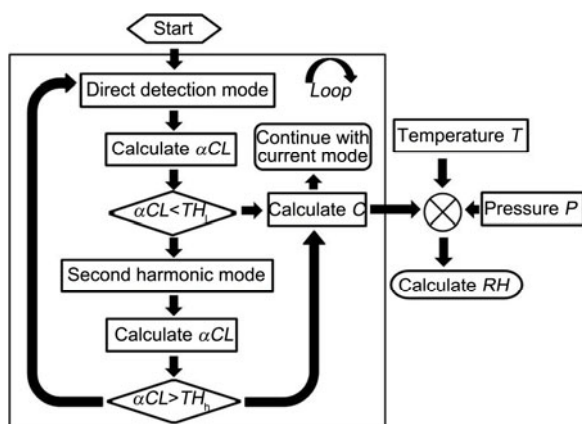 Start
Loop
Direct detection mode
Calculate αCL
Continue with
current mode
Temperature T
αCL<THl
Calculate C
Pressure P
Second harmonic mode
Calculate RH
Calculate αCL
αCL>THh